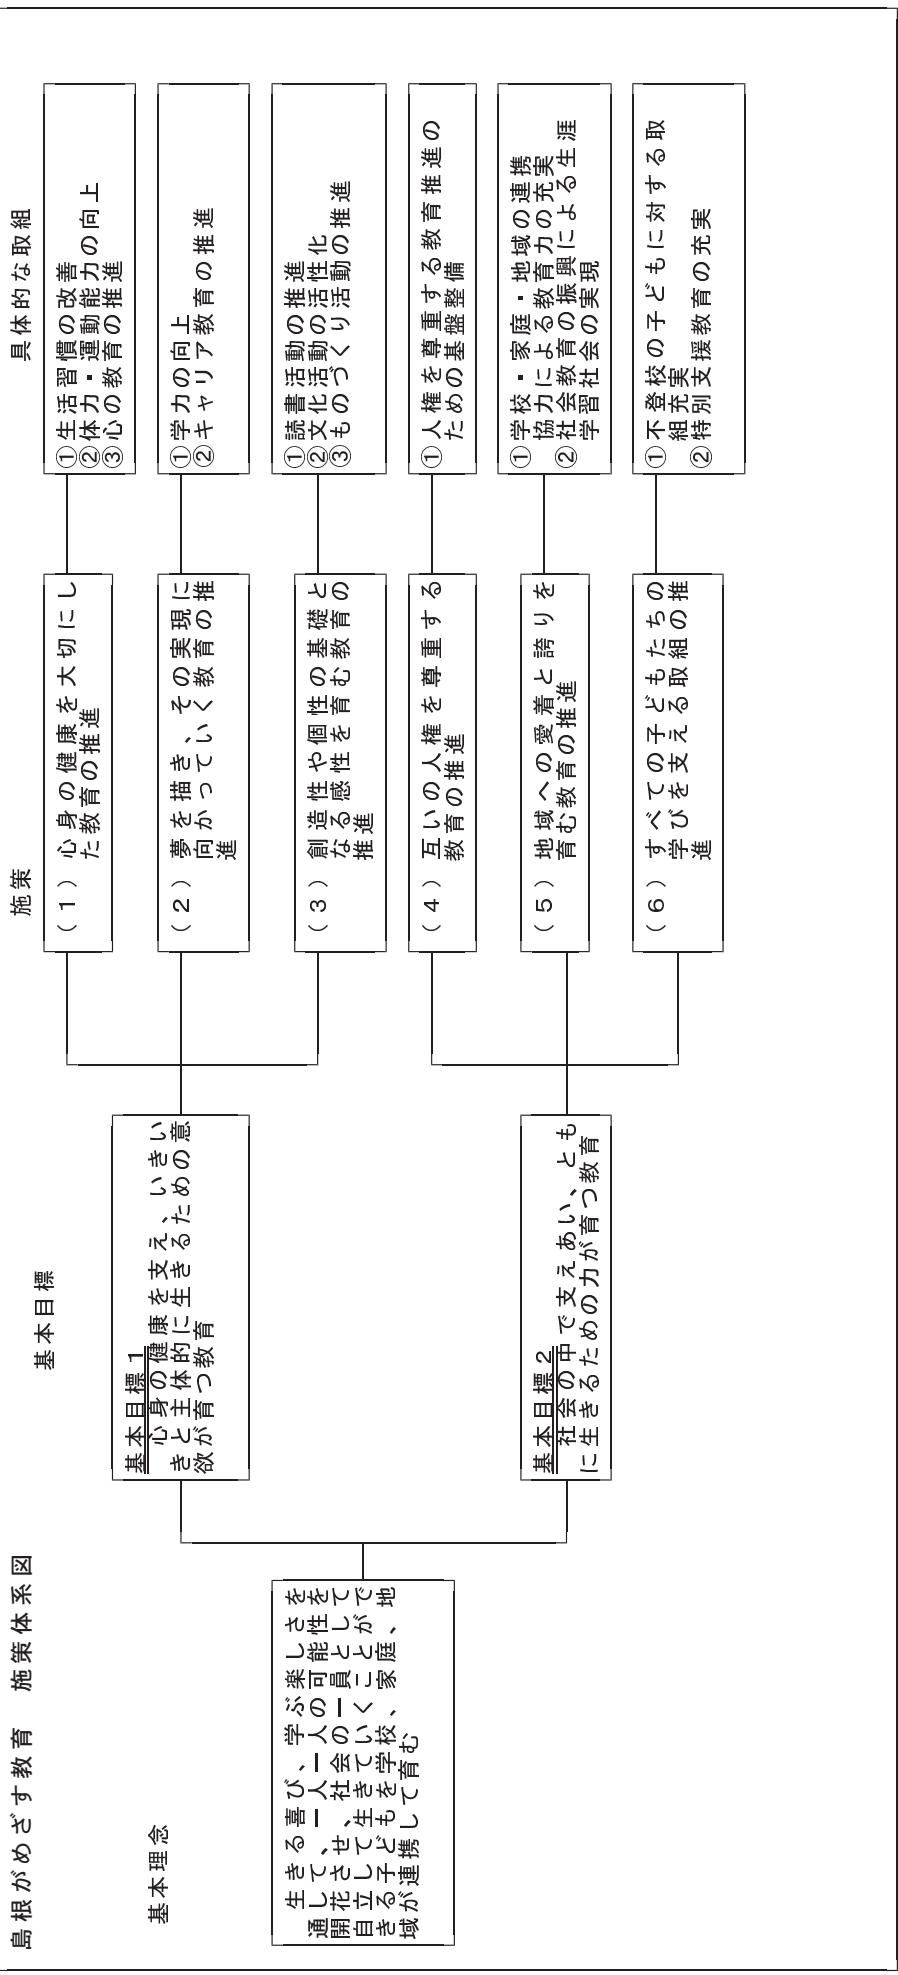 島根がめざす教育　施策体系図
基本理念
生きる喜び、学ぶ楽しさを
通して、一人一人の可能性を
開花させ、社会の一員として
自立して生きていくことがで
きる子どもを学校、家庭、地
域が連携して育む
基本目標
基本目標１
心身の健康を支え、いきい
きと主体的に生きるための意
欲が育つ教育
基本目標２
社会の中で支えあい、とも
に生きるための力が育つ教育
施策
（１）心身の健康を大切にし
た教育の推進
（２）夢を描き、その実現に
向かっていく教育の推
進
（３）創造性や個性の基礎と
なる感性を育む教育の
推進
（４）互いの人権を尊重する
教育の推進
（５）地域への愛着と誇りを
育む教育の推進
（６）すべての子どもたちの
学びを支える取組の推
進
具体的な取組
①生活習慣の改善
②体力・運動能力の向上
③心の教育の推進
①学力の向上
②キャリア教育の推進
①読書活動の推進
②文化活動の活性化
③ものづくり活動の推進
①人権を尊重する教育推進の
ための基盤整備
①学校・家庭・地域の連携
協力による教育力の充実
②社会教育の振興による生涯
学習社会の実現
①不登校の子どもに対する取
組充実
②特別支援教育の充実